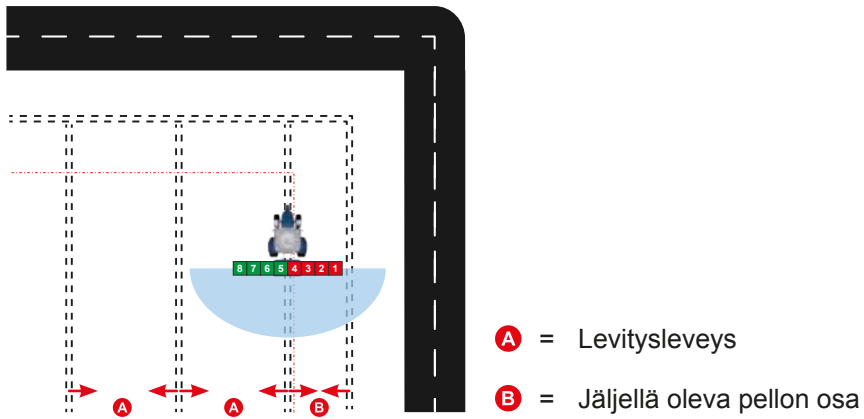 8 7 6 5 4 3 2 1
A = Levitysleveys
A A B
B = Jäljellä oleva pellon osa